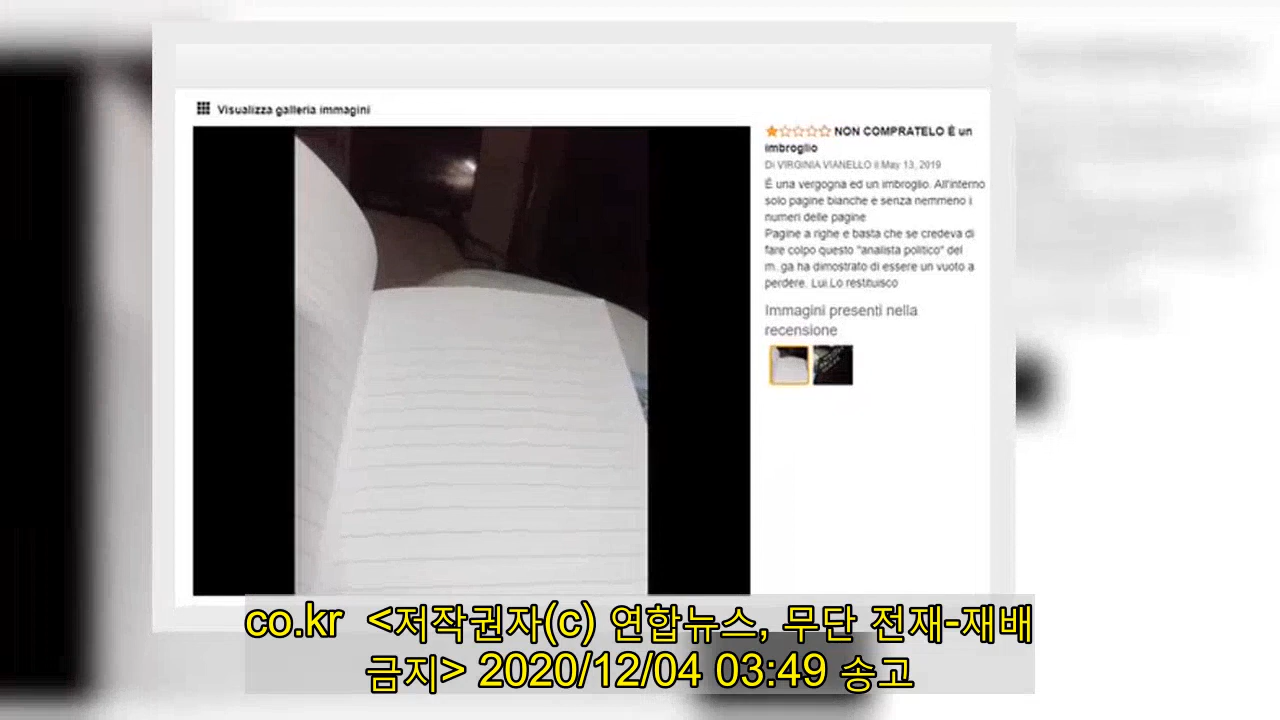 Visualizza galleria immagini
NON COMPRATELO È un
imbroglio
Di VIRGINIA VIANELLO il May 13, 2019
È una vergogna ed un imbroglio. All'interno
solo pagine bianche e senza nemmeno i
numeri delle pagine
Pagine a righe e basta che se credeva di
fare colpo questo "analista politico" del
m..ga ha dimostrato di essere un vuoto a
perdere. Lui.Lo restituisco
Immagini presenti nella
recensione
co.kr <저작권자(c) 연합뉴스, 무단 전재-재배
금지> 2020/12/04 03:49 송고